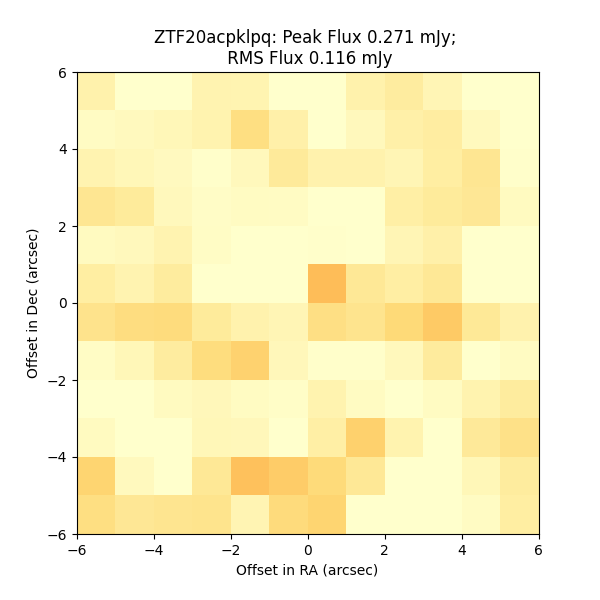 ZTF20acpklpq: Peak Flux 0.271 mJy;
RMS Flux 0.116 mJy
6
4
2
0
−2
−4
−6
Offset in Dec (arcsec)
−6 −4 −2 0 2 4 6
Offset in RA (arcsec)